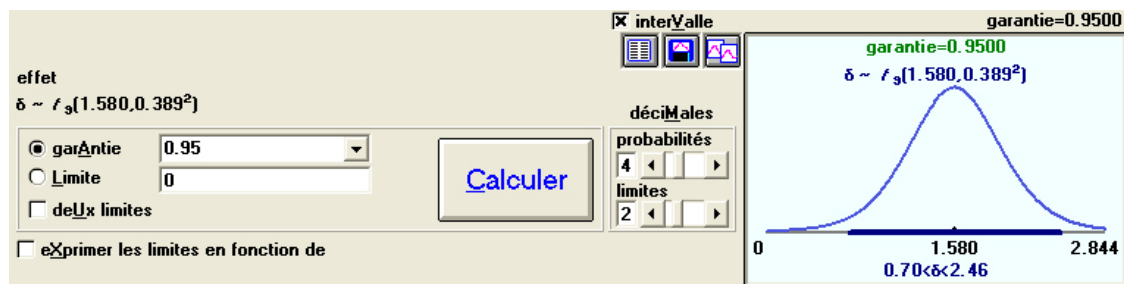 interValle
garantie=0.9500
garantie=0.9500
δ ~ t₉(1.580,0.389²)
effet
δ ~ t₉(1.580,0.389²)
déciMales
garAntie 0.95
Limite 0
deUx limites
Calculer
probabilités
4
limites
2
eXprimer les limites en fonction de
0 1.580 2.844
0.70<δ<2.46